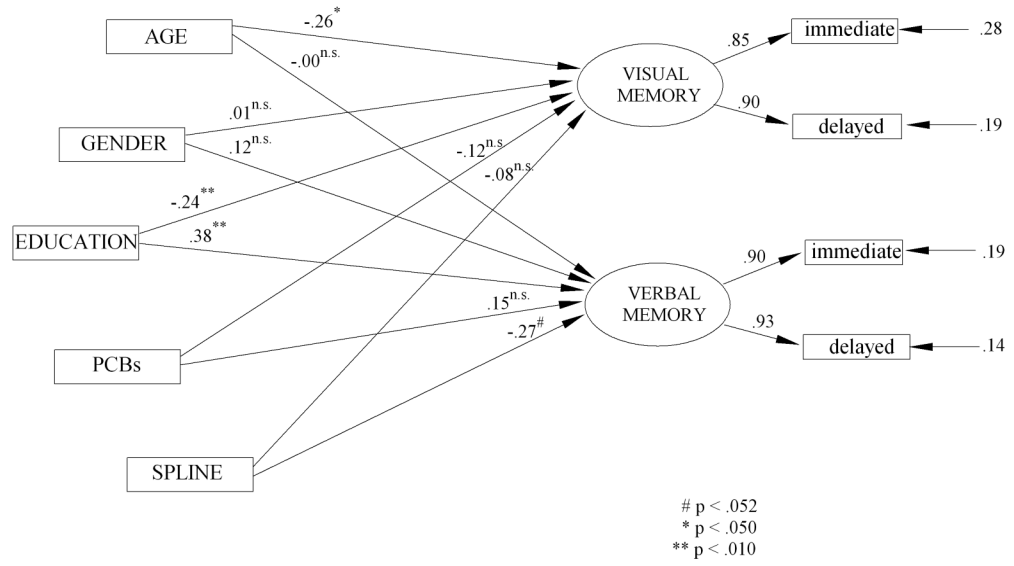 AGE
-.26*
-.00n.s.
VISUAL
MEMORY
.85
immediate
.28
.90
delayed
.19
GENDER
.01n.s.
.12n.s.
-.12n.s.
-.08n.s.
EDUCATION
-.24**
.38**
VERBAL
MEMORY
.90
immediate
.19
.93
delayed
.14
PCBs
.15n.s.
-.27#
SPLINE
# p < .052
* p < .050
** p < .010